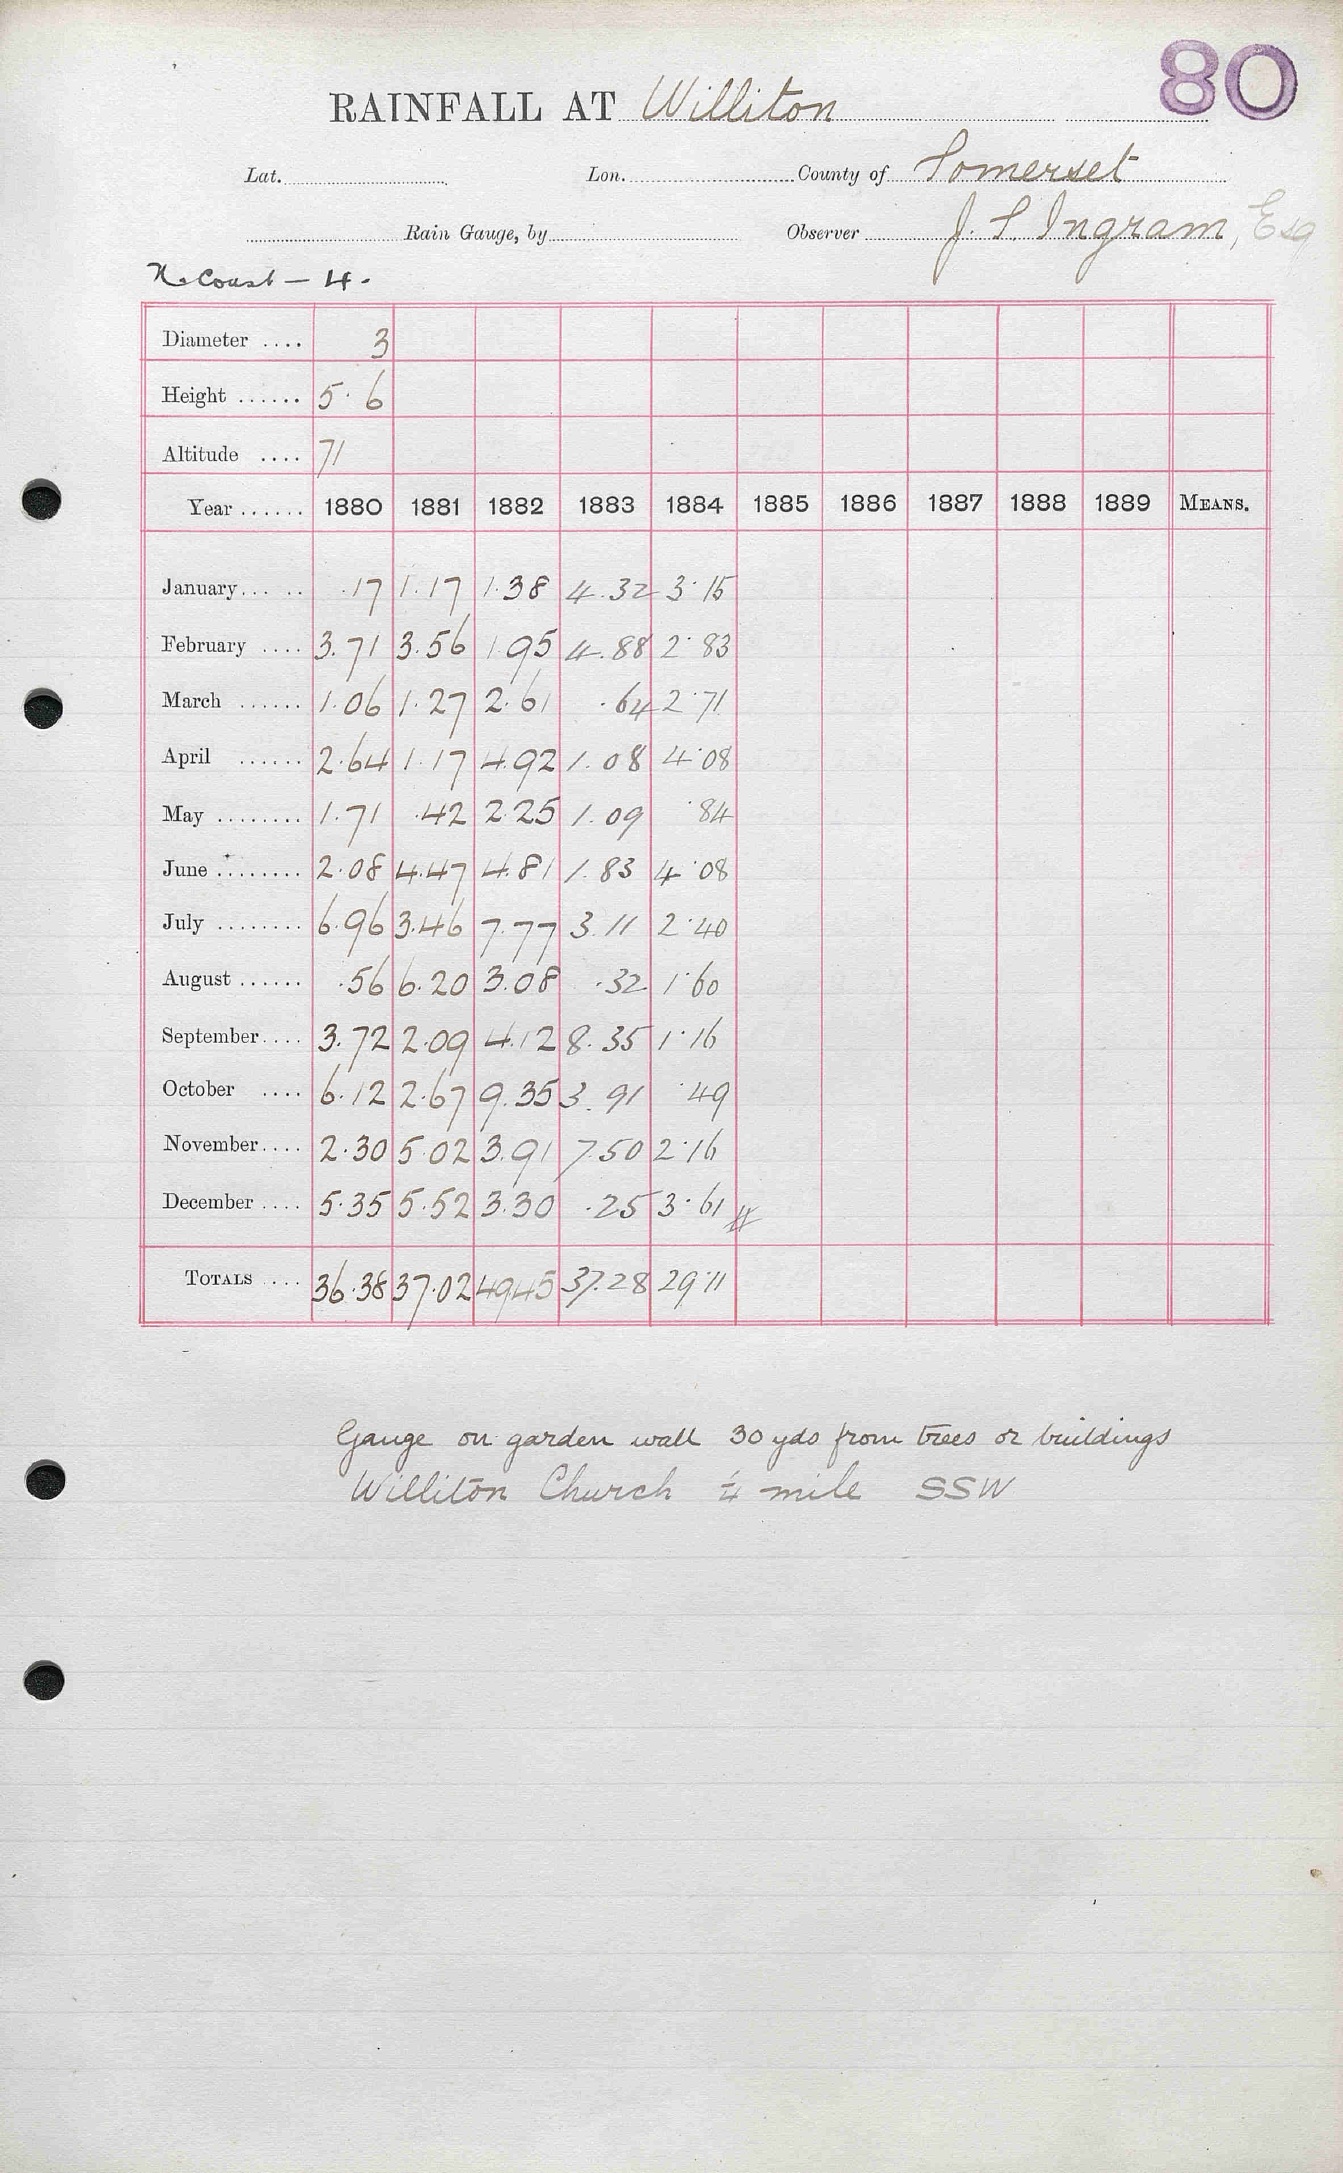 80
RAINFALL AT Williton
Lat. Lon. County of Somerset
Rain Gauge, by Observer J. S. Ingram, Esq
N. Coast — 4.
Diameter .... 3
Height ...... 5. 6
Altitude .... 71
Year ...... 1880 1881 1882 1883 1884 1885 1886 1887 1888 1889 MEANS.
January... .. .17 1.17 1.38 4.32 3.15
February .... 3.71 3.56 1.95 4.88 2.83
March ...... 1.06 1.27 2.61 .64 2.71
April ...... 2.64 1.17 4.92 1.08 4.08
May ........ 1.71 .42 2.25 1.09 .84
June ........ 2.08 4.47 4.81 1.83 4.08
July ........ 6.96 3.46 7.77 3.11 2.40
August ...... .56 6.20 3.08 .32 1.60
September.... 3.72 2.09 4.12 8.35 1.16
October .... 6.12 2.67 9.35 3.91 .49
November.... 2.30 5.02 3.91 7.50 2.16
December .... 5.35 5.52 3.30 .25 3.61
TOTALS .... 36.38 37.02 49.45 37.28 29.11
Gauge on garden wall 30 yds from trees or buildings
Williton Church ¼ mile SSW